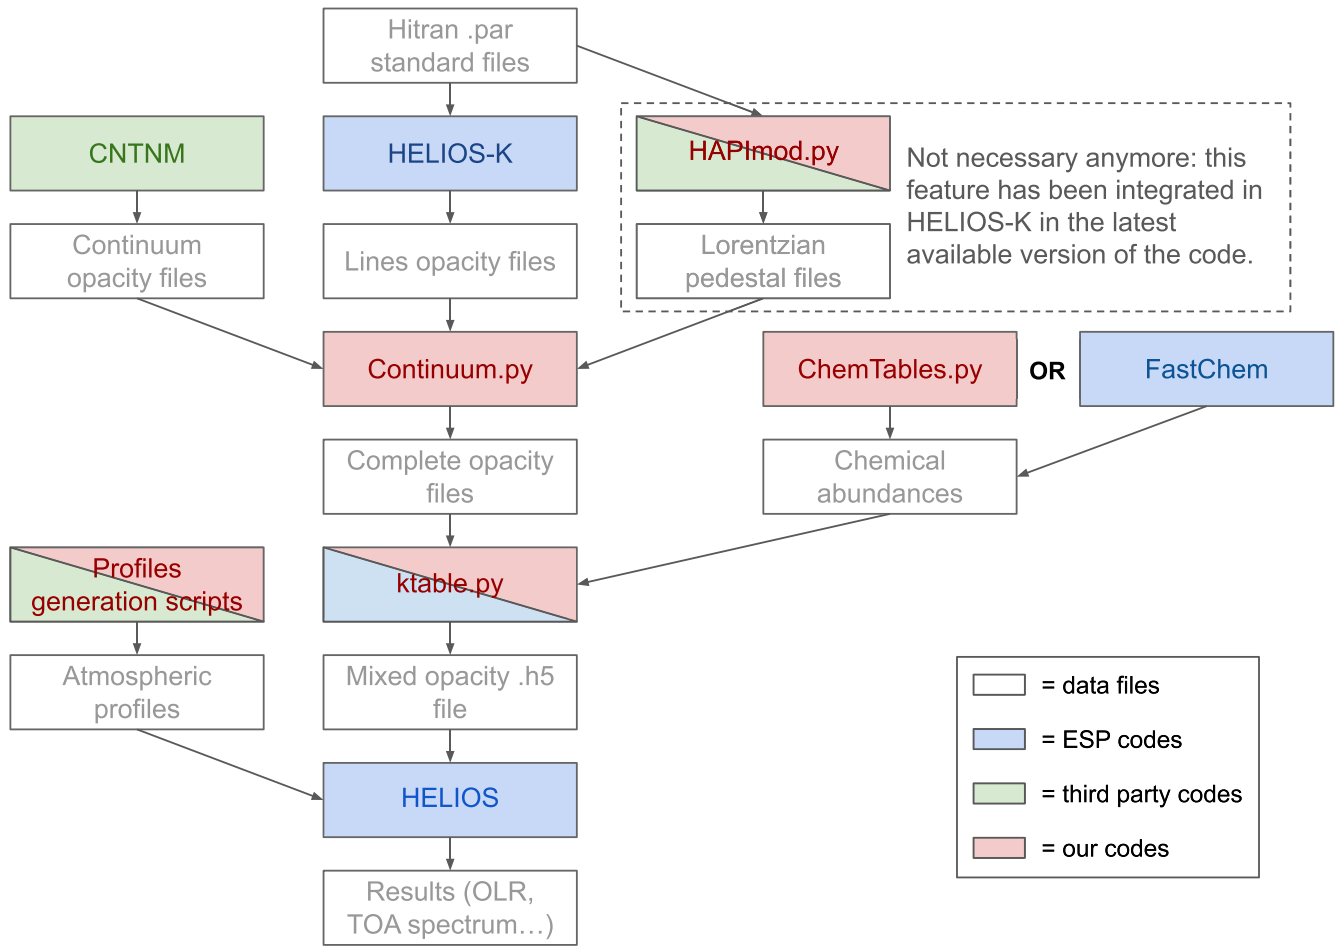 Hitran .par
standard files
CNTNM
HELIOS-K
HAPImod.py
Not necessary anymore: this
feature has been integrated in
HELIOS-K in the latest
available version of the code.
Continuum
opacity files
Lines opacity files
Lorentzian
pedestal files
Continuum.py
ChemTables.py
OR
FastChem
Complete opacity
files
Chemical
abundances
Profiles
generation scripts
ktable.py
Atmospheric
profiles
Mixed opacity .h5
file
HELIOS
Results (OLR,
TOA spectrum…)
= data files
= ESP codes
= third party codes
= our codes